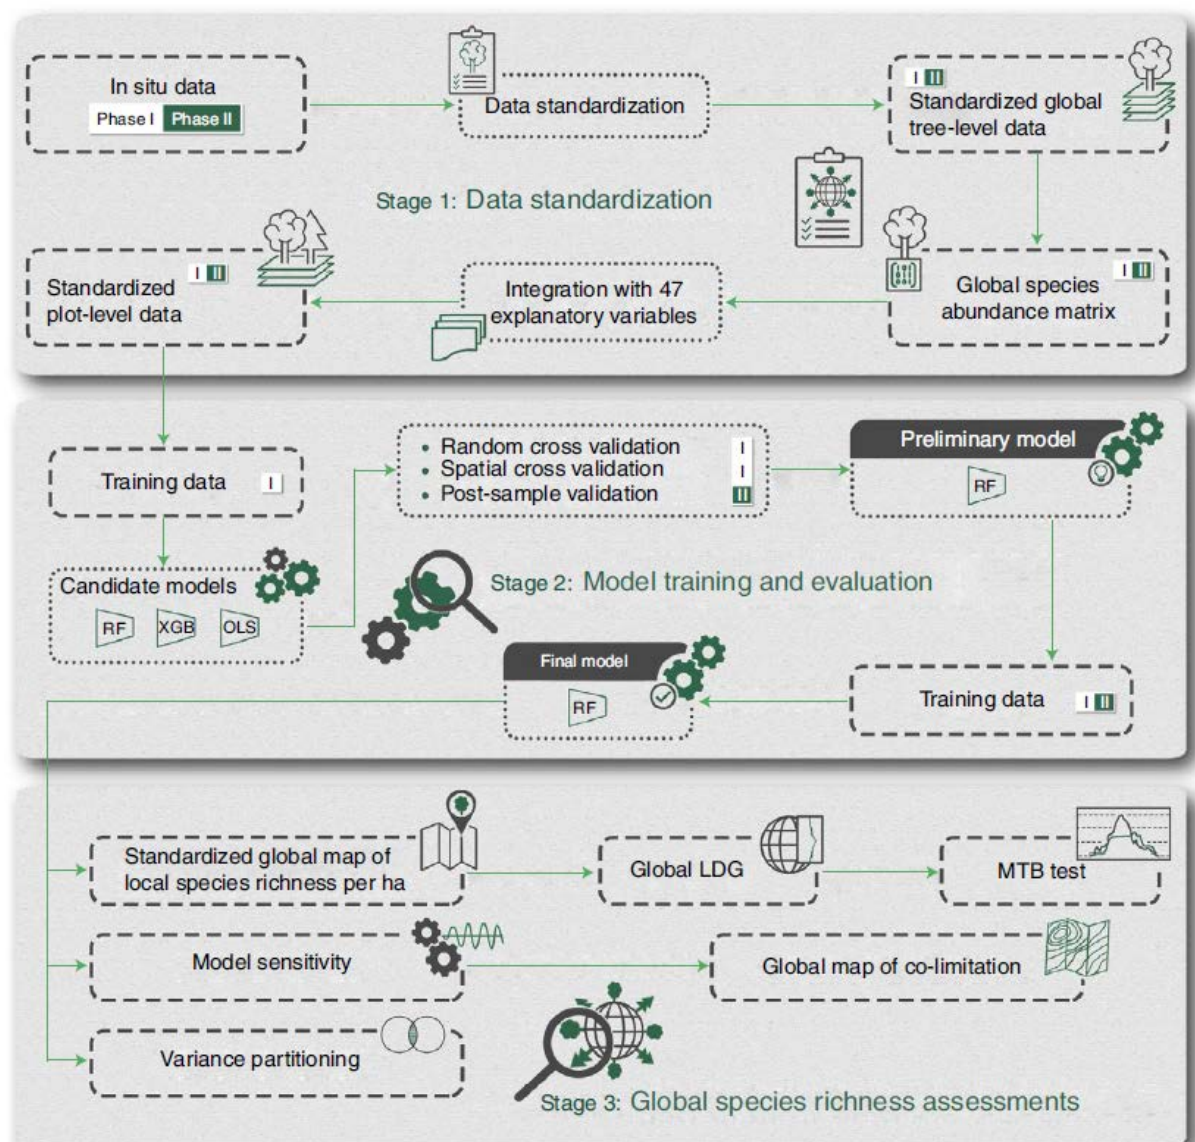 In situ data
Phase I Phase II
Data standardization
I II
Standardized global
tree-level data
Stage 1: Data standardization
I II
Standardized
plot-level data
Integration with 47
explanatory variables
I II
Global species
abundance matrix
Training data I
• Random cross validation I
• Spatial cross validation I
• Post-sample validation II
Preliminary model
RF
Candidate models
RF XGB OLS
Stage 2: Model training and evaluation
Final model
RF
Training data I II
Standardized global map of
local species richness per ha
Global LDG
MTB test
Model sensitivity
Global map of co-limitation
Variance partitioning
Stage 3: Global species richness assessments